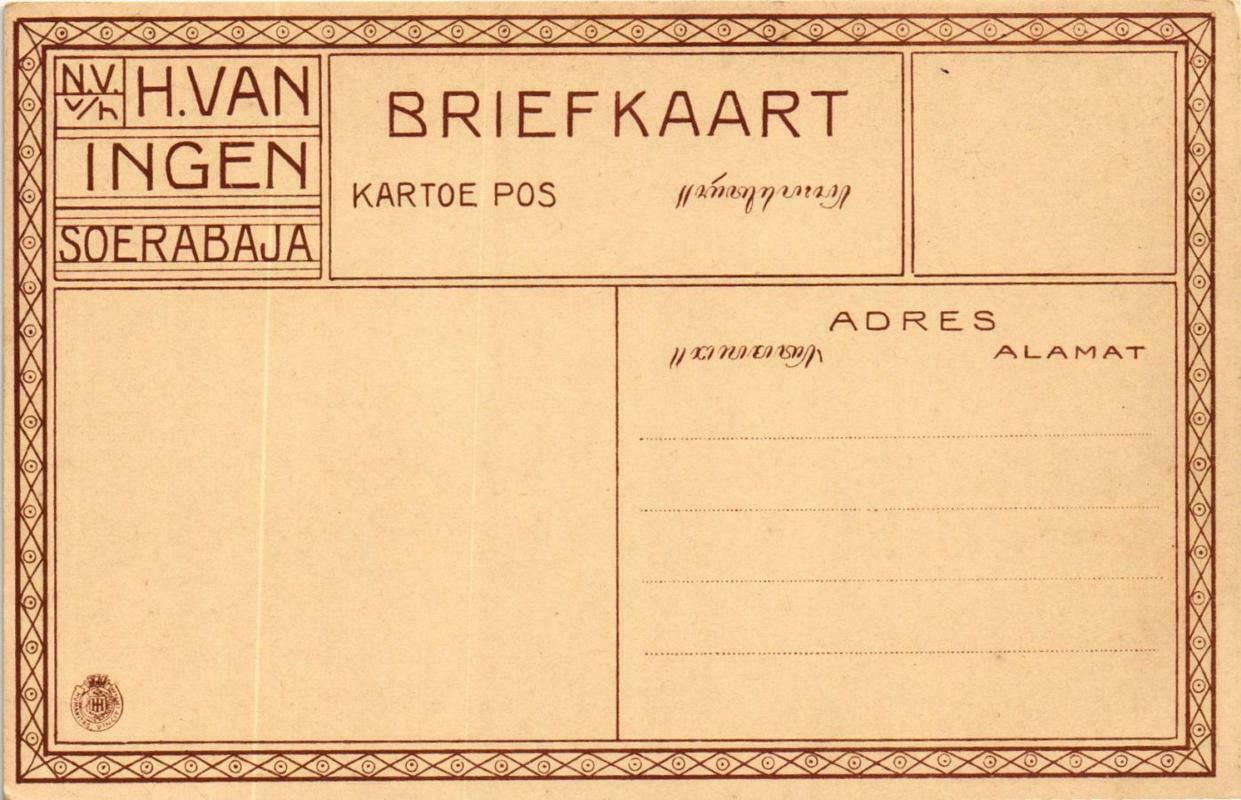 N.V. v/h H. VAN
INGEN
SOERABAJA
BRIEFKAART
KARTOE POS
ADRES
ALAMAT